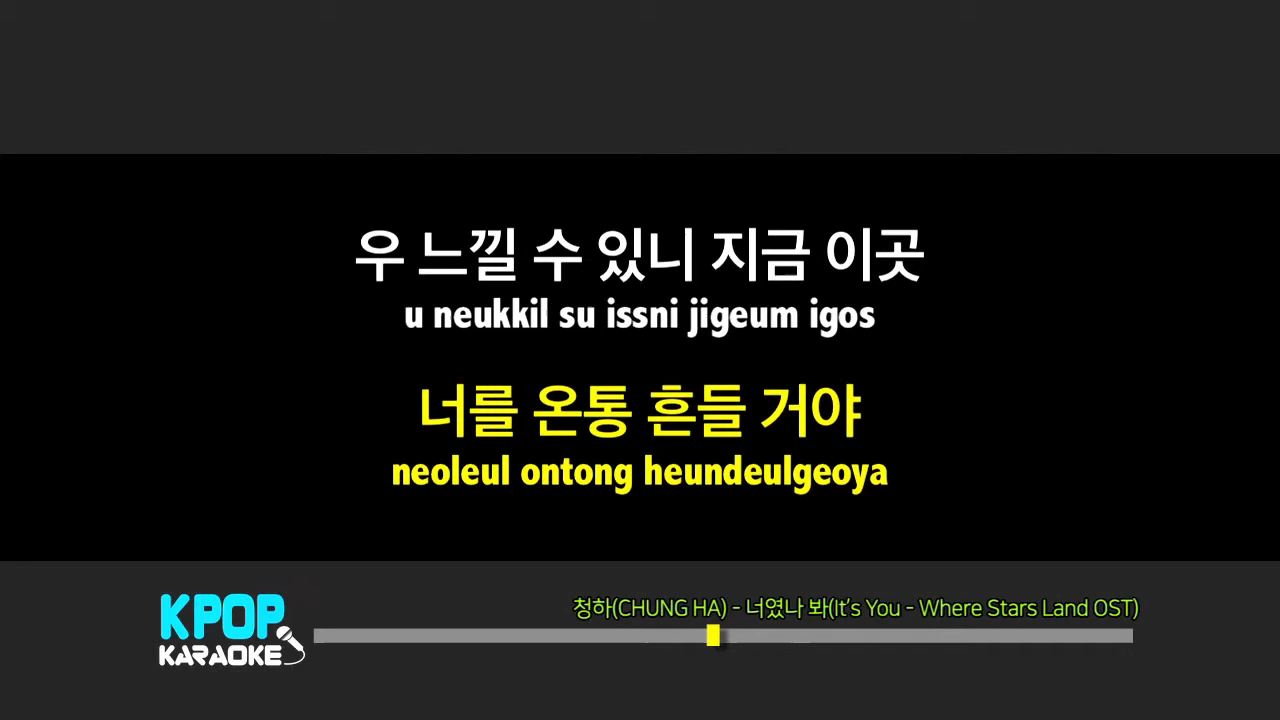 우 느낄 수 있니 지금 이곳
u neukkil su issni jigeum igos
너를 온통 흔들 거야
neoleul ontong heundeulgeoya
청하(CHUNG HA) - 너였나 봐(It's You - Where Stars Land OST)
KPOP
KARAOKE